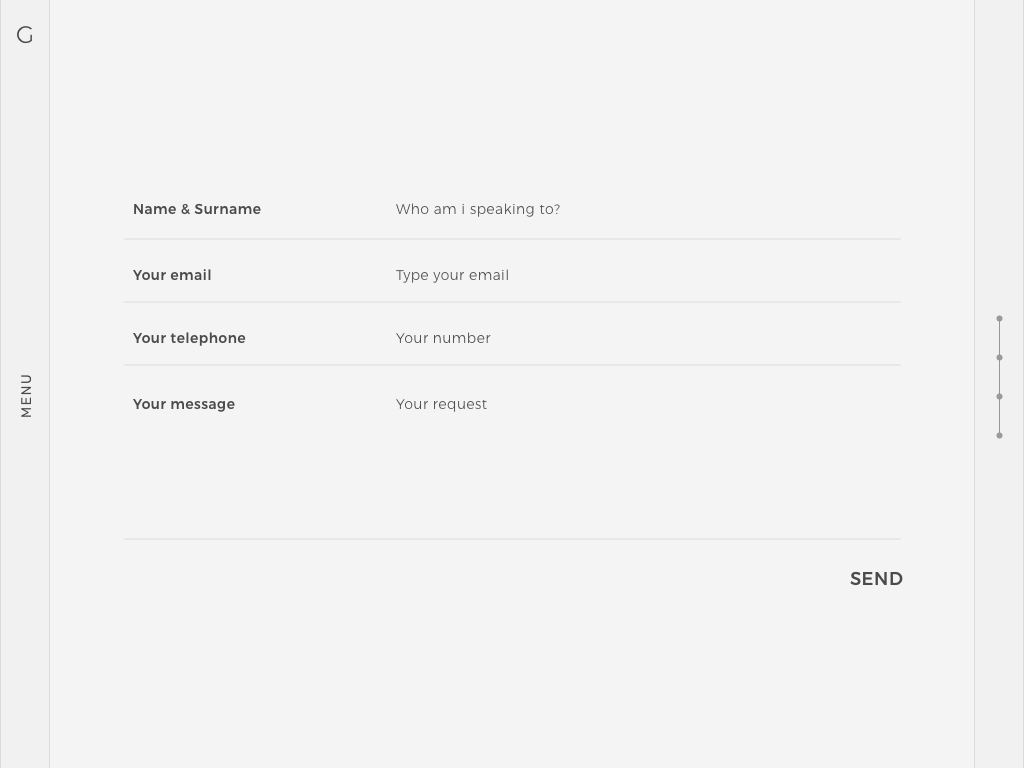 G
MENU
Name & Surname
Who am i speaking to?
Your email
Type your email
Your telephone
Your number
Your message
Your request
SEND